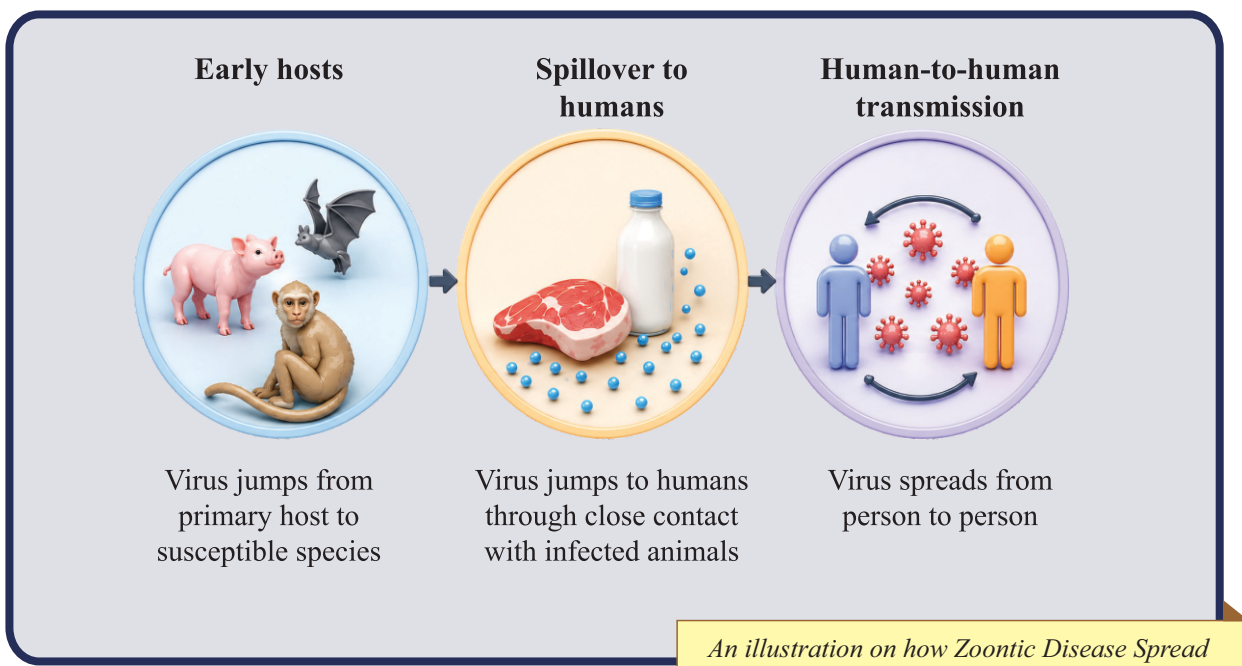 Early hosts
Spillover to
humans
Human-to-human
transmission
Virus jumps from
primary host to
susceptible species
Virus jumps to humans
through close contact
with infected animals
Virus spreads from
person to person
An illustration on how Zoontic Disease Spread